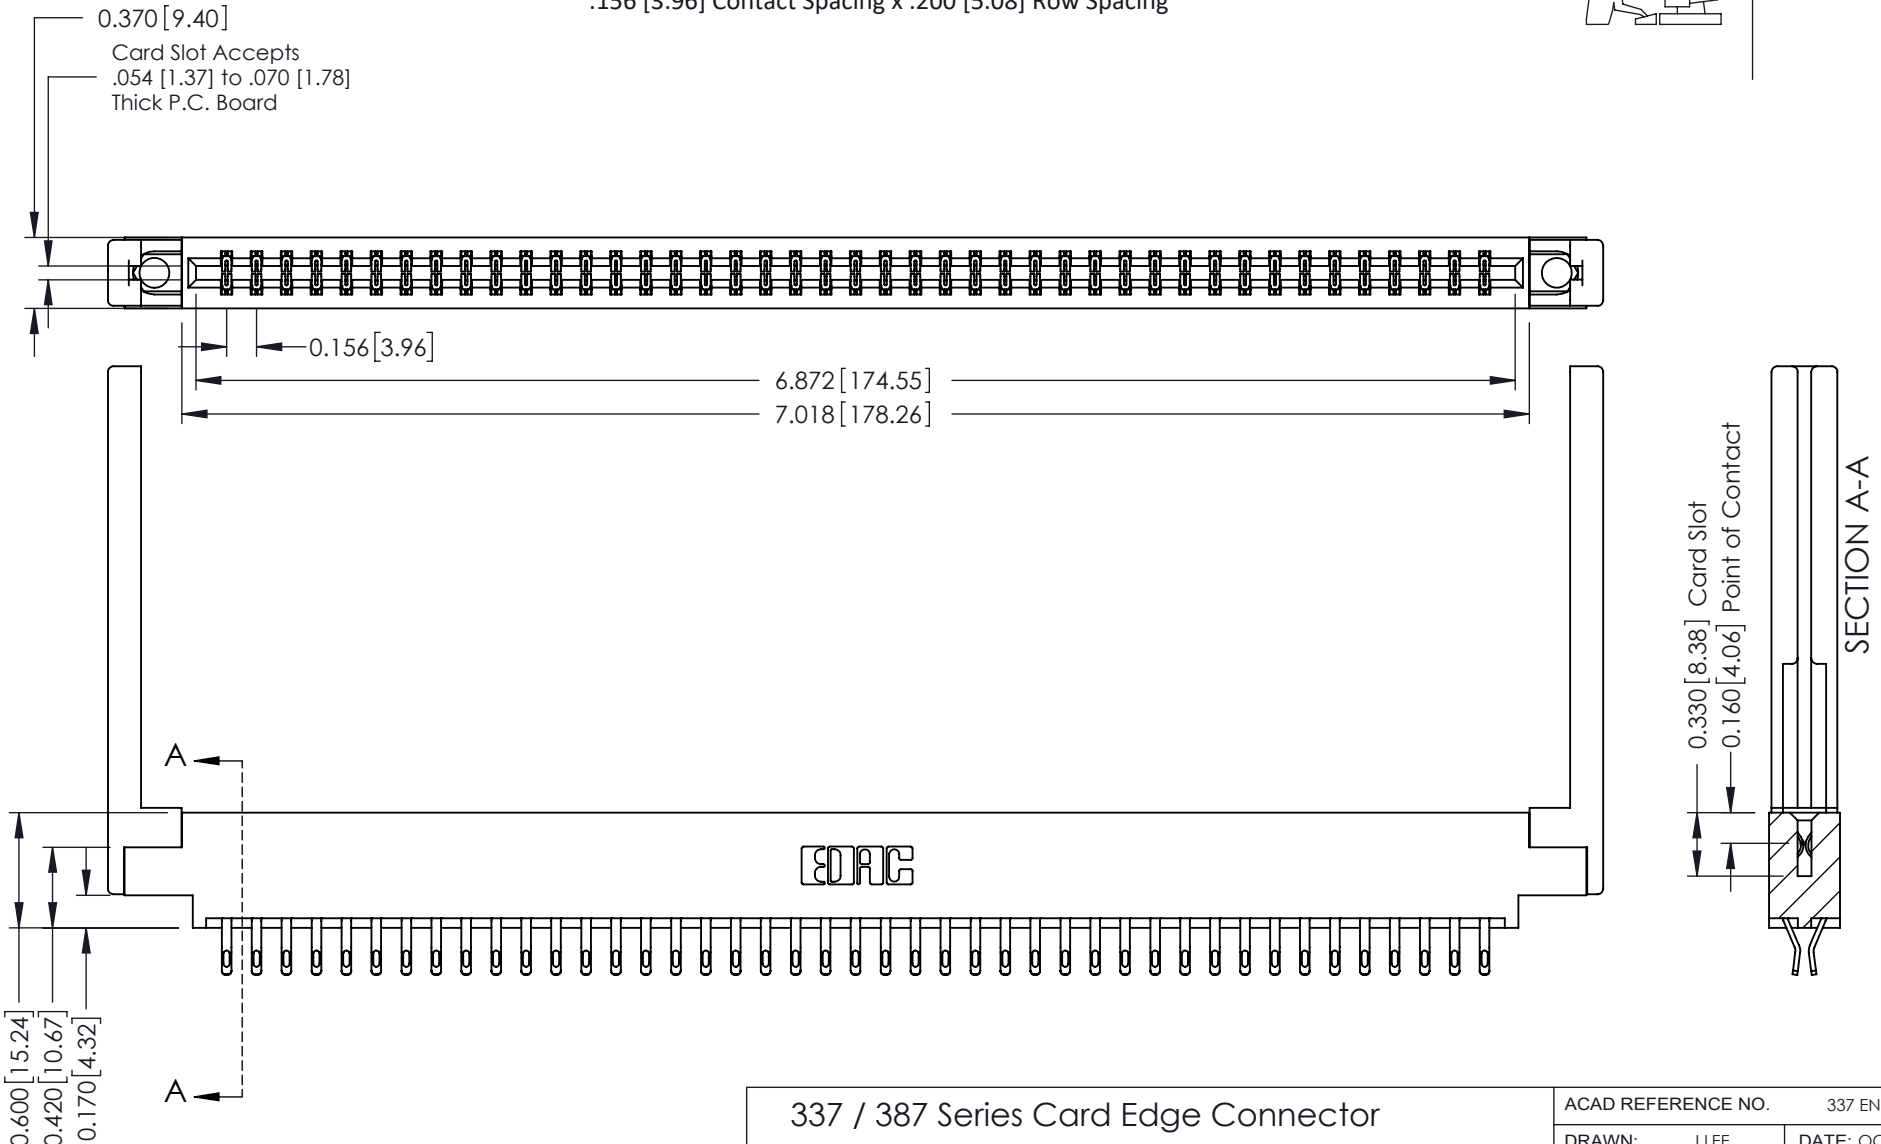 .156 [3.96] Contact Spacing x .200 [5.08] Row Spacing
0.370 [9.40]
Card Slot Accepts
.054 [1.37] to .070 [1.78]
Thick P.C. Board
0.156 [3.96]
6.872 [174.55]
7.018 [178.26]
0.330 [8.38] Card Slot
0.160 [4.06] Point of Contact
SECTION A-A
A
EDAC
0.600 [15.24]
0.420 [10.67]
0.170 [4.32]
A
337 / 387 Series Card Edge Connector
ACAD REFERENCE NO. 337 EN
DRAWN: J.LEE DATE: OC